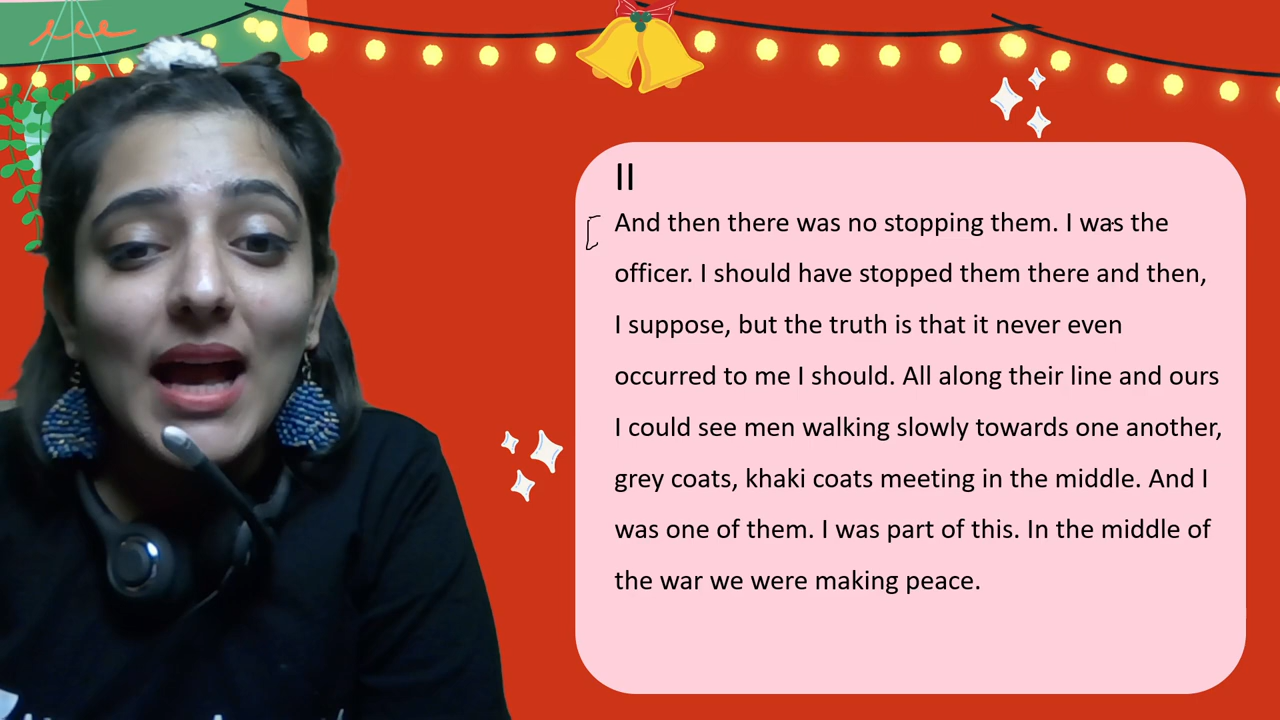 II
And then there was no stopping them. I was the
officer. I should have stopped them there and then,
I suppose, but the truth is that it never even
occurred to me I should. All along their line and ours
I could see men walking slowly towards one another,
grey coats, khaki coats meeting in the middle. And I
was one of them. I was part of this. In the middle of
the war we were making peace.